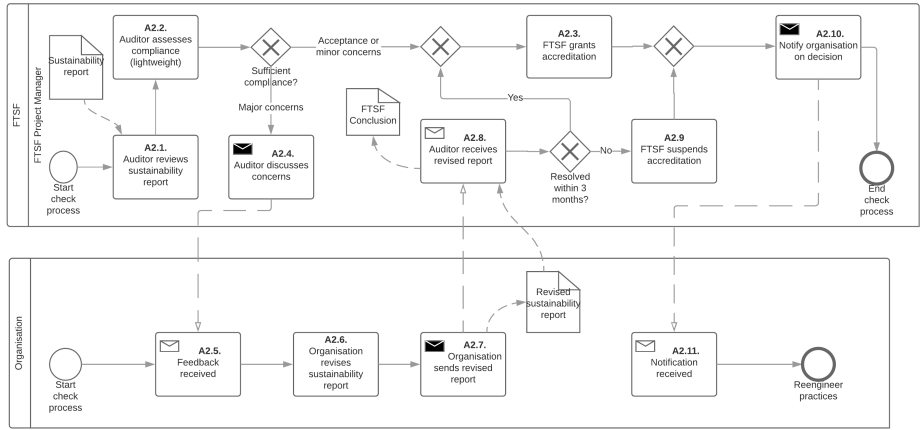 FTSF
FTSF Project Manager
Sustainability
report
Start
check
process
A2.1.
Auditor reviews
sustainability
report
A2.2.
Auditor assesses
compliance
(lightweight)
Sufficient
compliance?
Acceptance or
minor concerns
Major concerns
A2.4.
Auditor discusses
concerns
FTSF
Conclusion
A2.8.
Auditor receives
revised report
Yes
Resolved
within 3
months?
No
A2.3.
FTSF grants
accreditation
A2.9
FTSF suspends
accreditation
A2.10.
Notify organisation
on decision
End
check
process
Organisation
Start
check
process
A2.5.
Feedback
received
A2.6.
Organisation
revises
sustainability
report
A2.7.
Organisation
sends revised
report
Revised
sustainability
report
A2.11.
Notification
received
Reengineer
practices